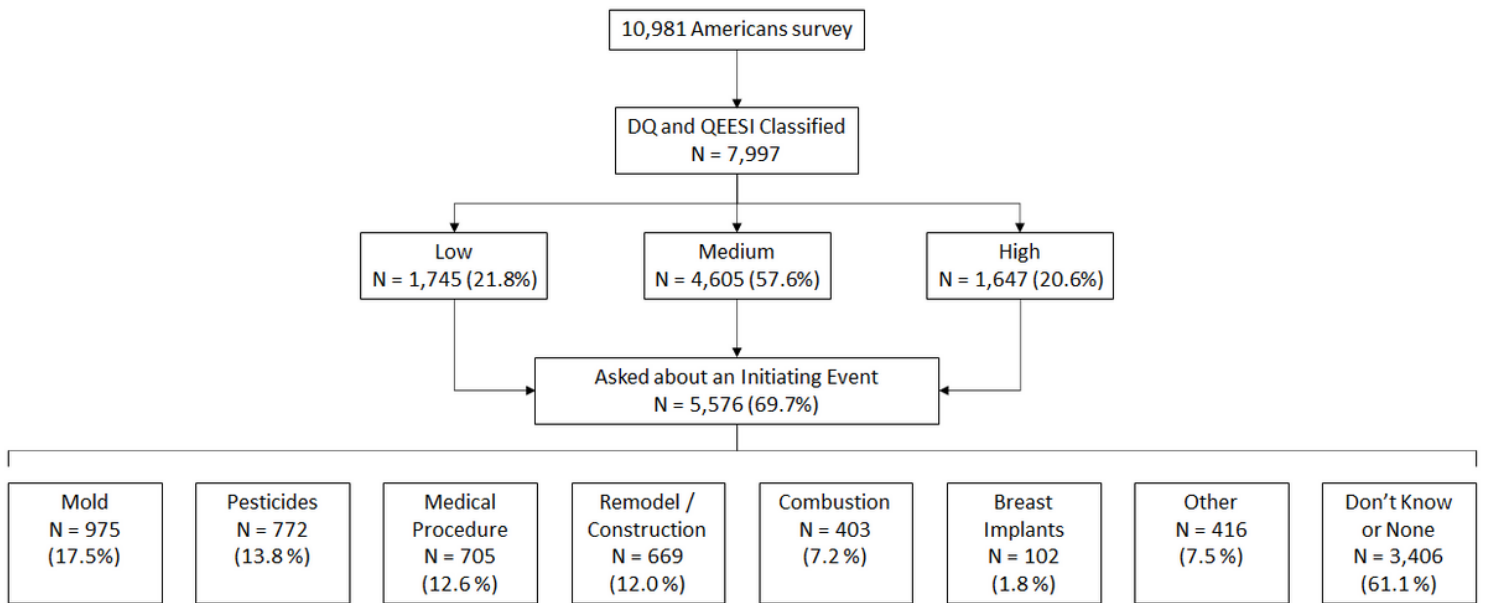 10,981 Americans survey
DQ and QEESI Classified
N = 7,997
Low
N = 1,745 (21.8%)
Medium
N = 4,605 (57.6%)
High
N = 1,647 (20.6%)
Asked about an Initiating Event
N = 5,576 (69.7%)
Mold
N = 975
(17.5%)
Pesticides
N = 772
(13.8 %)
Medical
Procedure
N = 705
(12.6 %)
Remodel /
Construction
N = 669
(12.0 %)
Combustion
N = 403
(7.2 %)
Breast
Implants
N = 102
(1.8 %)
Other
N = 416
(7.5 %)
Don’t Know
or None
N = 3,406
(61.1 %)